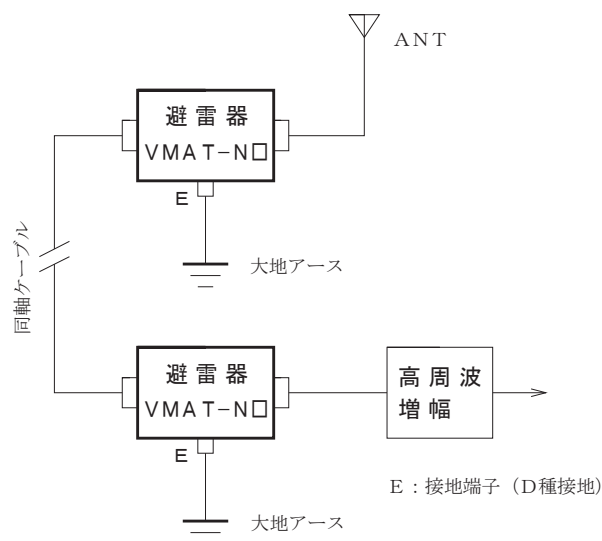 ANT
避雷器
VMAT-N□
E
大地アース
同軸ケーブル
避雷器
VMAT-N□
E
大地アース
高周波
増幅
E：接地端子（D種接地）